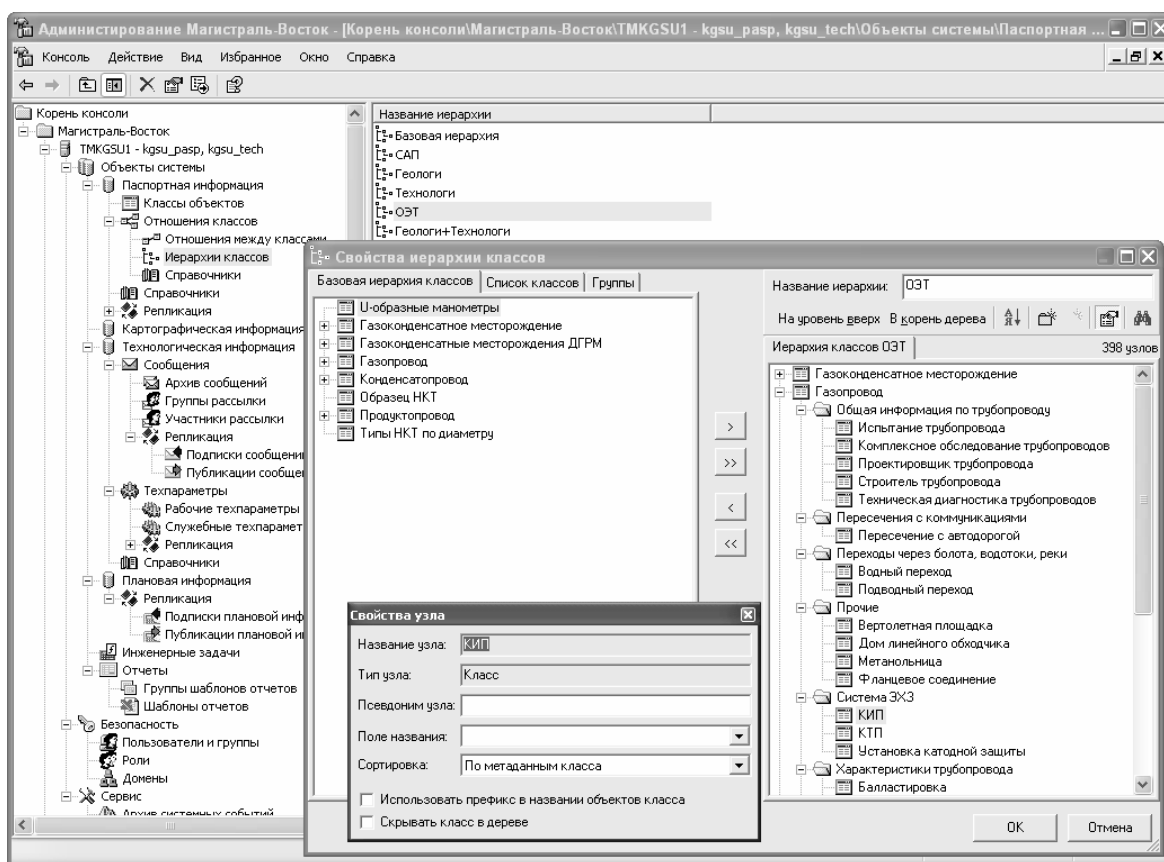 Администирование Магистраль-Восток - [Корень консоли\Магистраль-Восток\TMKGSU1 - kgsu_pasp, kgsu_tech\Объекты системы\Паспортная ...
Консоль Действие Вид Избранное Окно Справка
Корень консоли
Магистраль-Восток
TMKGSU1 - kgsu_pasp, kgsu_tech
Объекты системы
Паспортная информация
Классы объектов
Отношения классов
Отношения между классами
Иерархии классов
Справочники
Справочники
Репликация
Картографическая информация
Технологическая информация
Сообщения
Архив сообщений
Группы рассылки
Участники рассылки
Репликация
Подписки сообщени
Публикации сообще
Техпараметры
Рабочие техпараметры
Служебные техпарамет
Репликация
Справочники
Плановая информация
Репликация
Подписки плановой инф
Публикации плановой и
Инженерные задачи
Отчеты
Группы шаблонов отчетов
Шаблоны отчетов
Безопасность
Пользователи и группы
Роли
Домены
Сервис
Архив системных событий
Название иерархии
Базовая иерархия
САП
Геологи
Технологи
ОЭТ
Геологи+Технологи
Свойства иерархии классов
Базовая иерархия классов Список классов Группы
U-образные манометры
Газоконденсатное месторождение
Газоконденсатные месторождения ДГРМ
Газопровод
Конденсатопровод
Образец НКТ
Продуктопровод
Типы НКТ по диаметру
>
>>
<
<<
Название иерархии: ОЭТ
На уровень вверх В корень дерева
Иерархия классов ОЭТ 398 узлов
Газоконденсатное месторождение
Газопровод
Общая информация по трубопроводу
Испытание трубопровода
Комплексное обследование трубопроводов
Проектировщик трубопровода
Строитель трубопровода
Техническая диагностика трубопроводов
Пересечения с коммуникациями
Пересечение с автодорогой
Переходы через болота, водотоки, реки
Водный переход
Подводный переход
Прочие
Вертолетная площадка
Дом линейного обходчика
Метанольница
Фланцевое соединение
Система ЭХЗ
КИП
КТП
Установка катодной защиты
Характеристики трубопровода
Балластировка
Свойства узла
Название узла: КИП
Тип узла: Класс
Псевдоним узла:
Поле названия:
Сортировка: По метаданным класса
Использовать префикс в названии объектов класса
Скрывать класс в дереве
OK Отмена